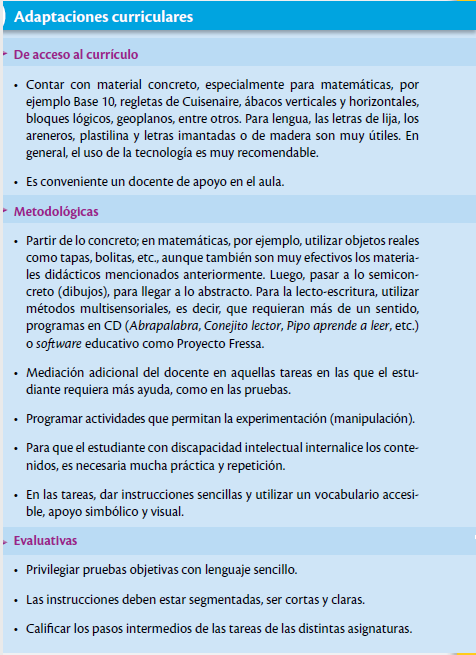 Adaptaciones curriculares
De acceso al currículo
• Contar con material concreto, especialmente para matemáticas, por
ejemplo Base 10, regletas de Cuisenaire, ábacos verticales y horizontales,
bloques lógicos, geoplanos, entre otros. Para lengua, las letras de lija, los
areneros, plastilina y letras imantadas o de madera son muy útiles. En
general, el uso de la tecnología es muy recomendable.
• Es conveniente un docente de apoyo en el aula.
Metodológicas
• Partir de lo concreto; en matemáticas, por ejemplo, utilizar objetos reales
como tapas, bolitas, etc., aunque también son muy efectivos los materia-
les didácticos mencionados anteriormente. Luego, pasar a lo semicon-
creto (dibujos), para llegar a lo abstracto. Para la lecto-escritura, utilizar
métodos multisensoriales, es decir, que requieran más de un sentido,
programas en CD (Abrapalabra, Conejito lector, Pipo aprende a leer, etc.)
o software educativo como Proyecto Fressa.
• Mediación adicional del docente en aquellas tareas en las que el estu-
diante requiera más ayuda, como en las pruebas.
• Programar actividades que permitan la experimentación (manipulación).
• Para que el estudiante con discapacidad intelectual internalice los conte-
nidos, es necesaria mucha práctica y repetición.
• En las tareas, dar instrucciones sencillas y utilizar un vocabulario accesi-
ble, apoyo simbólico y visual.
Evaluativas
• Privilegiar pruebas objetivas con lenguaje sencillo.
• Las instrucciones deben estar segmentadas, ser cortas y claras.
• Calificar los pasos intermedios de las tareas de las distintas asignaturas.